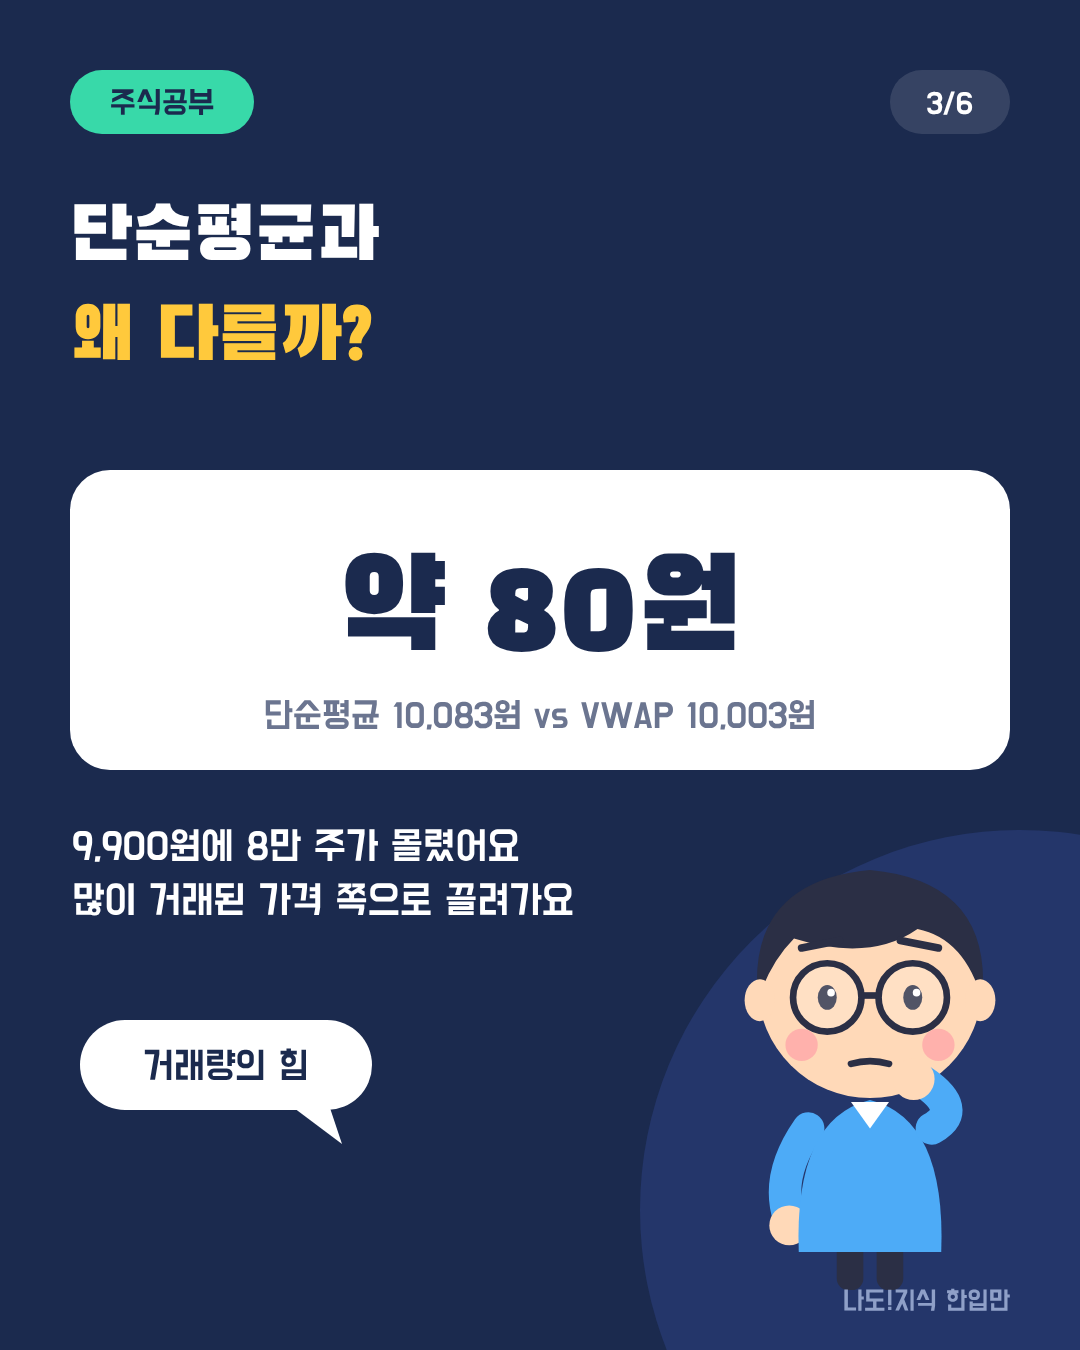 주식공부
3/6
단순평균과
왜 다를까?
약 80원
단순평균 10,083원 vs VWAP 10,003원
9,900원에 8만 주가 몰렸어요
많이 거래된 가격 쪽으로 끌려가요
거래량의 힘
나도!지식 한입만